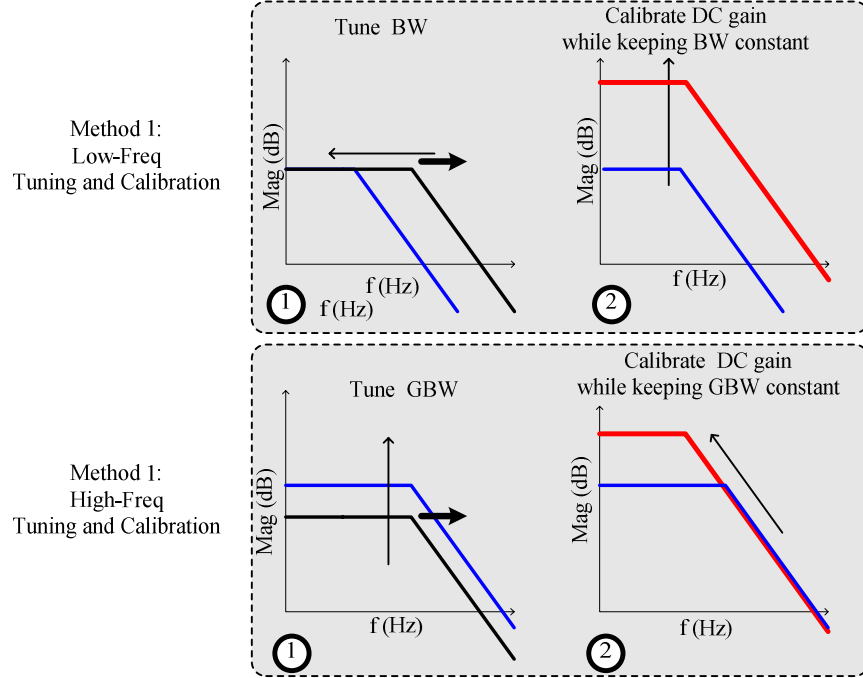 Method 1:
Low-Freq
Tuning and Calibration
Tune BW
Mag (dB)
f (Hz)
f (Hz)
1
Calibrate DC gain
while keeping BW constant
Mag (dB)
f (Hz)
2
Method 1:
High-Freq
Tuning and Calibration
Tune GBW
Mag (dB)
f (Hz)
1
Calibrate DC gain
while keeping GBW constant
Mag (dB)
f (Hz)
2